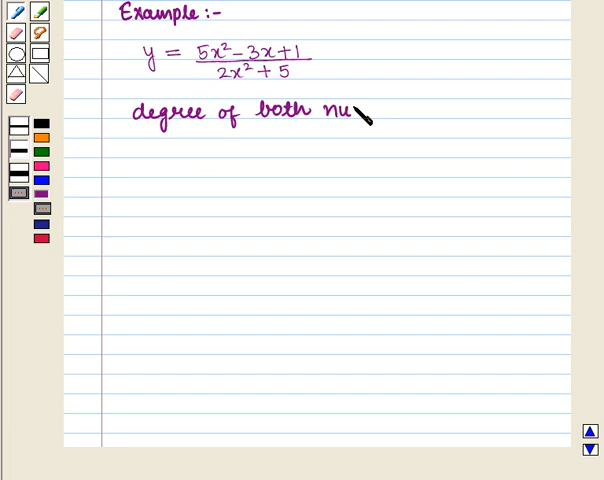 Example :-
y = 5x² - 3x + 1 / 2x² + 5
degree of both nu